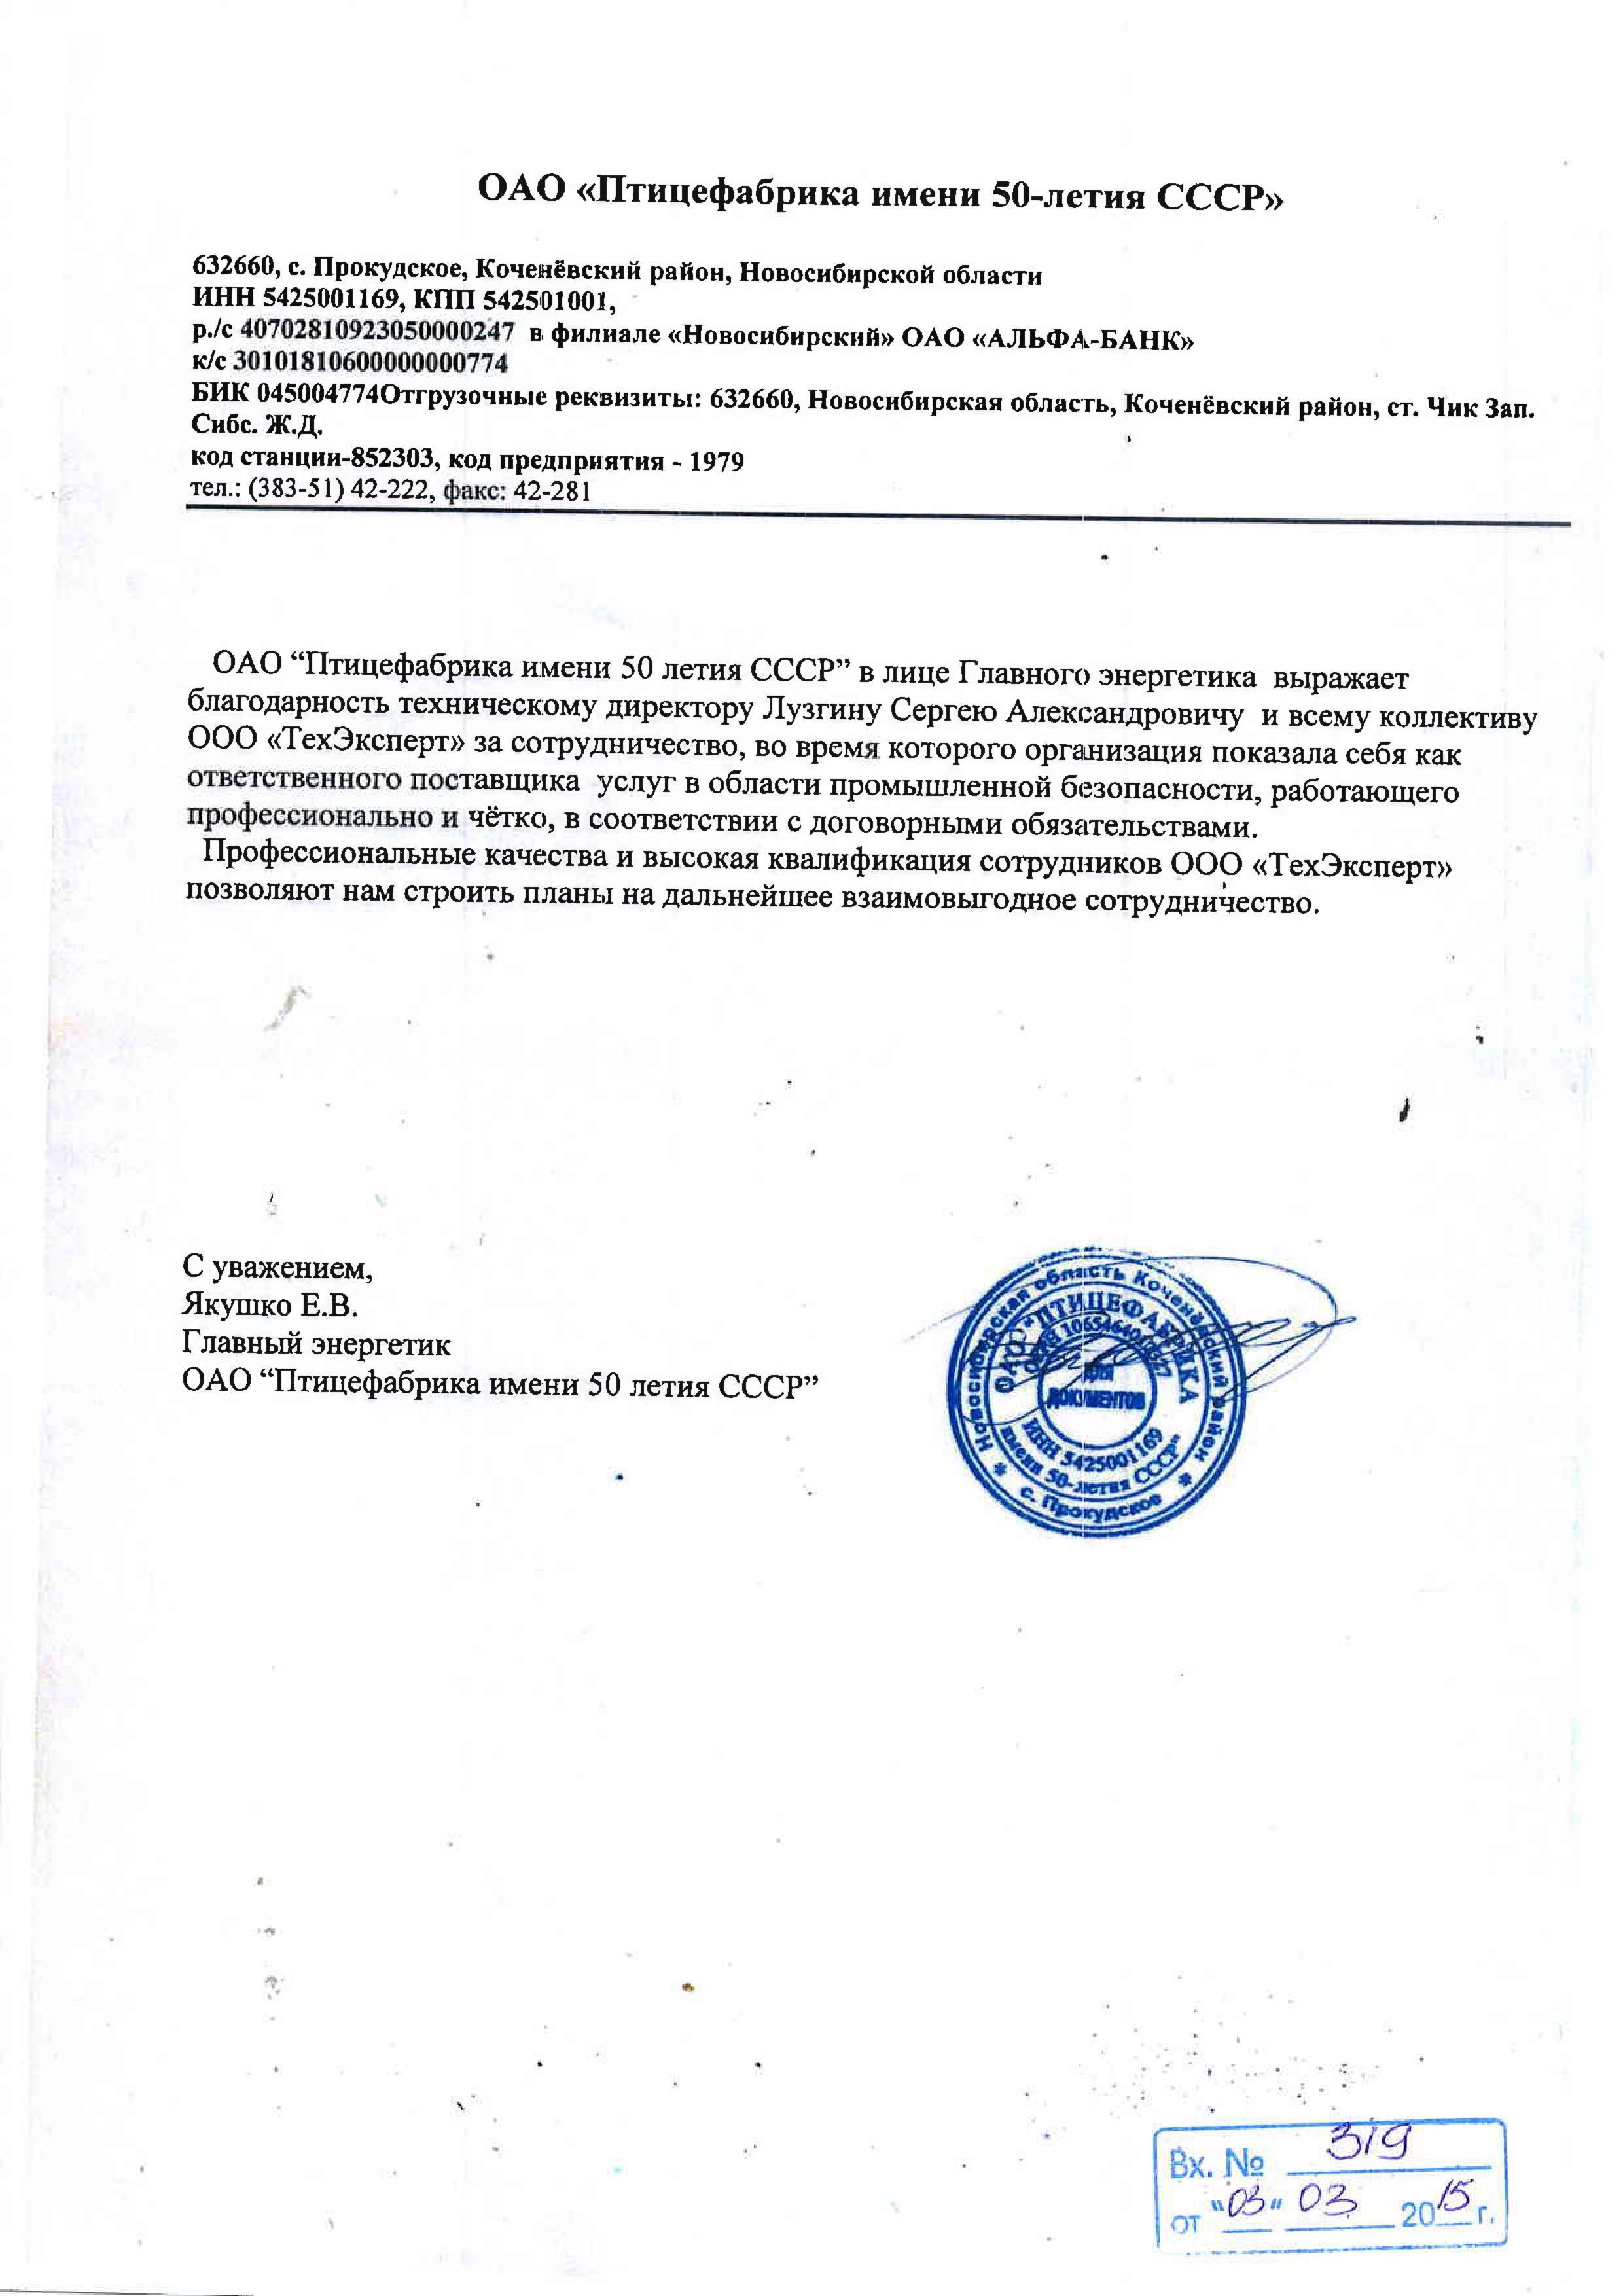 ОАО «Птицефабрика имени 50-летия СССР»
632660, с. Прокудское, Коченёвский район, Новосибирской области
ИНН 5425001169, КПП 542501001,
р./с 40702810923050000247 в филиале «Новосибирский» ОАО «АЛЬФА-БАНК»
к/с 30101810600000000774
БИК 045004774Отгрузочные реквизиты: 632660, Новосибирская область, Коченёвский район, ст. Чик Зап.
Сибс. Ж.Д.
код станции-852303, код предприятия - 1979
тел.: (383-51) 42-222, факс: 42-281
ОАО “Птицефабрика имени 50 летия СССР” в лице Главного энергетика выражает
благодарность техническому директору Лузгину Сергею Александровичу и всему коллективу
ООО «ТехЭксперт» за сотрудничество, во время которого организация показала себя как
ответственного поставщика услуг в области промышленной безопасности, работающего
профессионально и чётко, в соответствии с договорными обязательствами.
Профессиональные качества и высокая квалификация сотрудников ООО «ТехЭксперт»
позволяют нам строить планы на дальнейшее взаимовыгодное сотрудничество.
С уважением,
Якушко Е.В.
Главный энергетик
ОАО “Птицефабрика имени 50 летия СССР”
Новосибирская область Коченёвский район
* с. Прокудское *
ОАО "ПТИЦЕФАБРИКА
имени 50-летия СССР"
ИНН 5425001169
для
ДОКУМЕНТОВ
Вх. № 319
от "03" 03 2015 г.